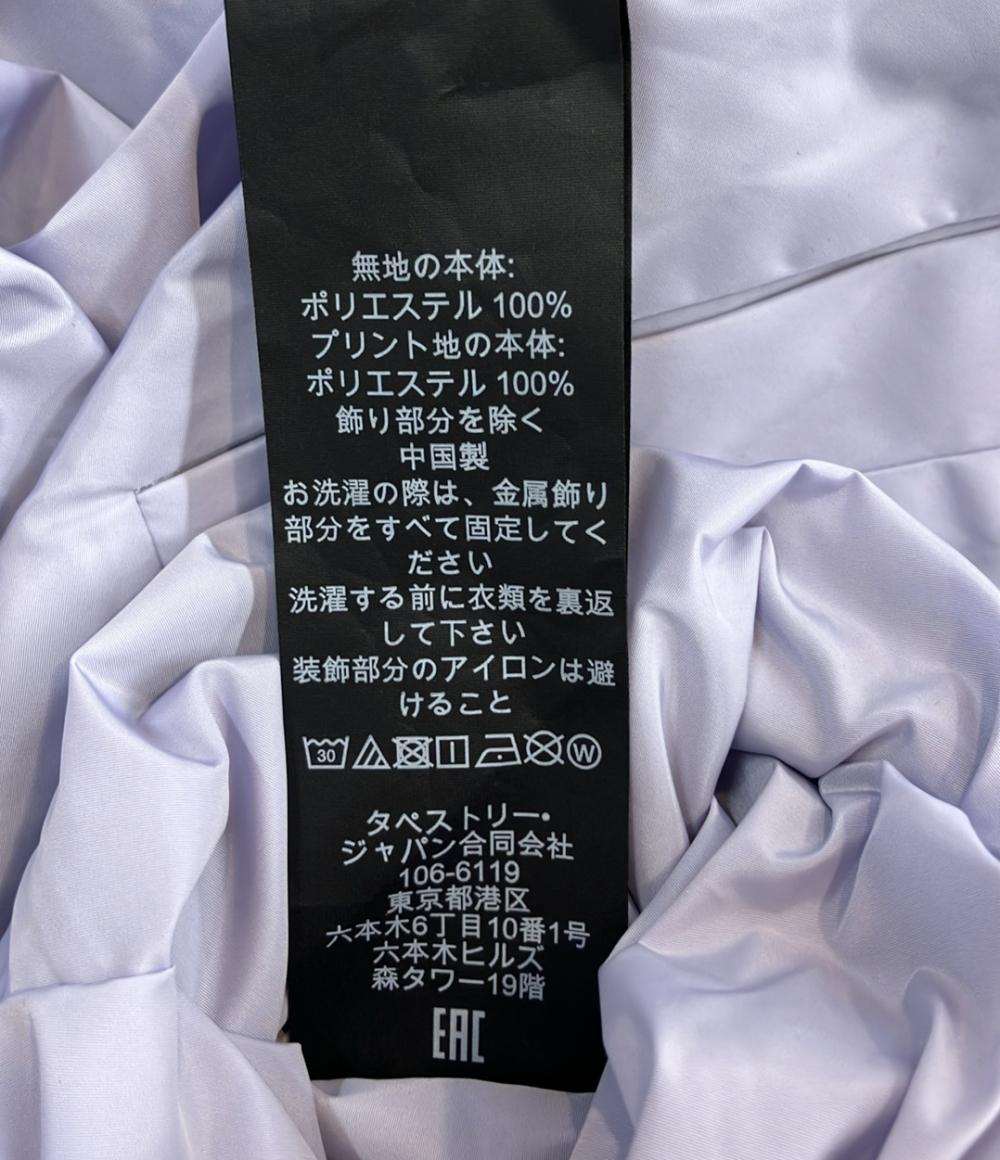 無地の本体:
ポリエステル 100%
プリント地の本体:
ポリエステル 100%
飾り部分を除く
中国製
お洗濯の際は、金属飾り
部分をすべて固定してく
ださい
洗濯する前に衣類を裏返
して下さい
装飾部分のアイロンは避
けること
30 W
タペストリー・
ジャパン合同会社
106-6119
東京都港区
六本木6丁目10番1号
六本木ヒルズ
森タワー19階
EAC